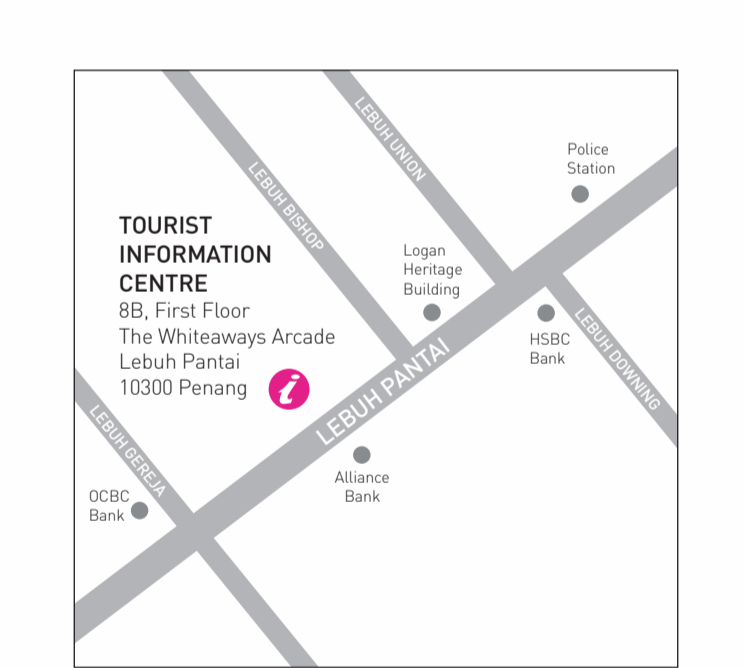 LEBUH UNION
Police
Station
LEBUH BISHOP
TOURIST
INFORMATION
CENTRE
8B, First Floor
The Whiteaways Arcade
Lebuh Pantai
10300 Penang
i
Logan
Heritage
Building
HSBC
Bank
LEBUH DOWNING
LEBUH PANTAI
LEBUH GEREJA
Alliance
Bank
OCBC
Bank